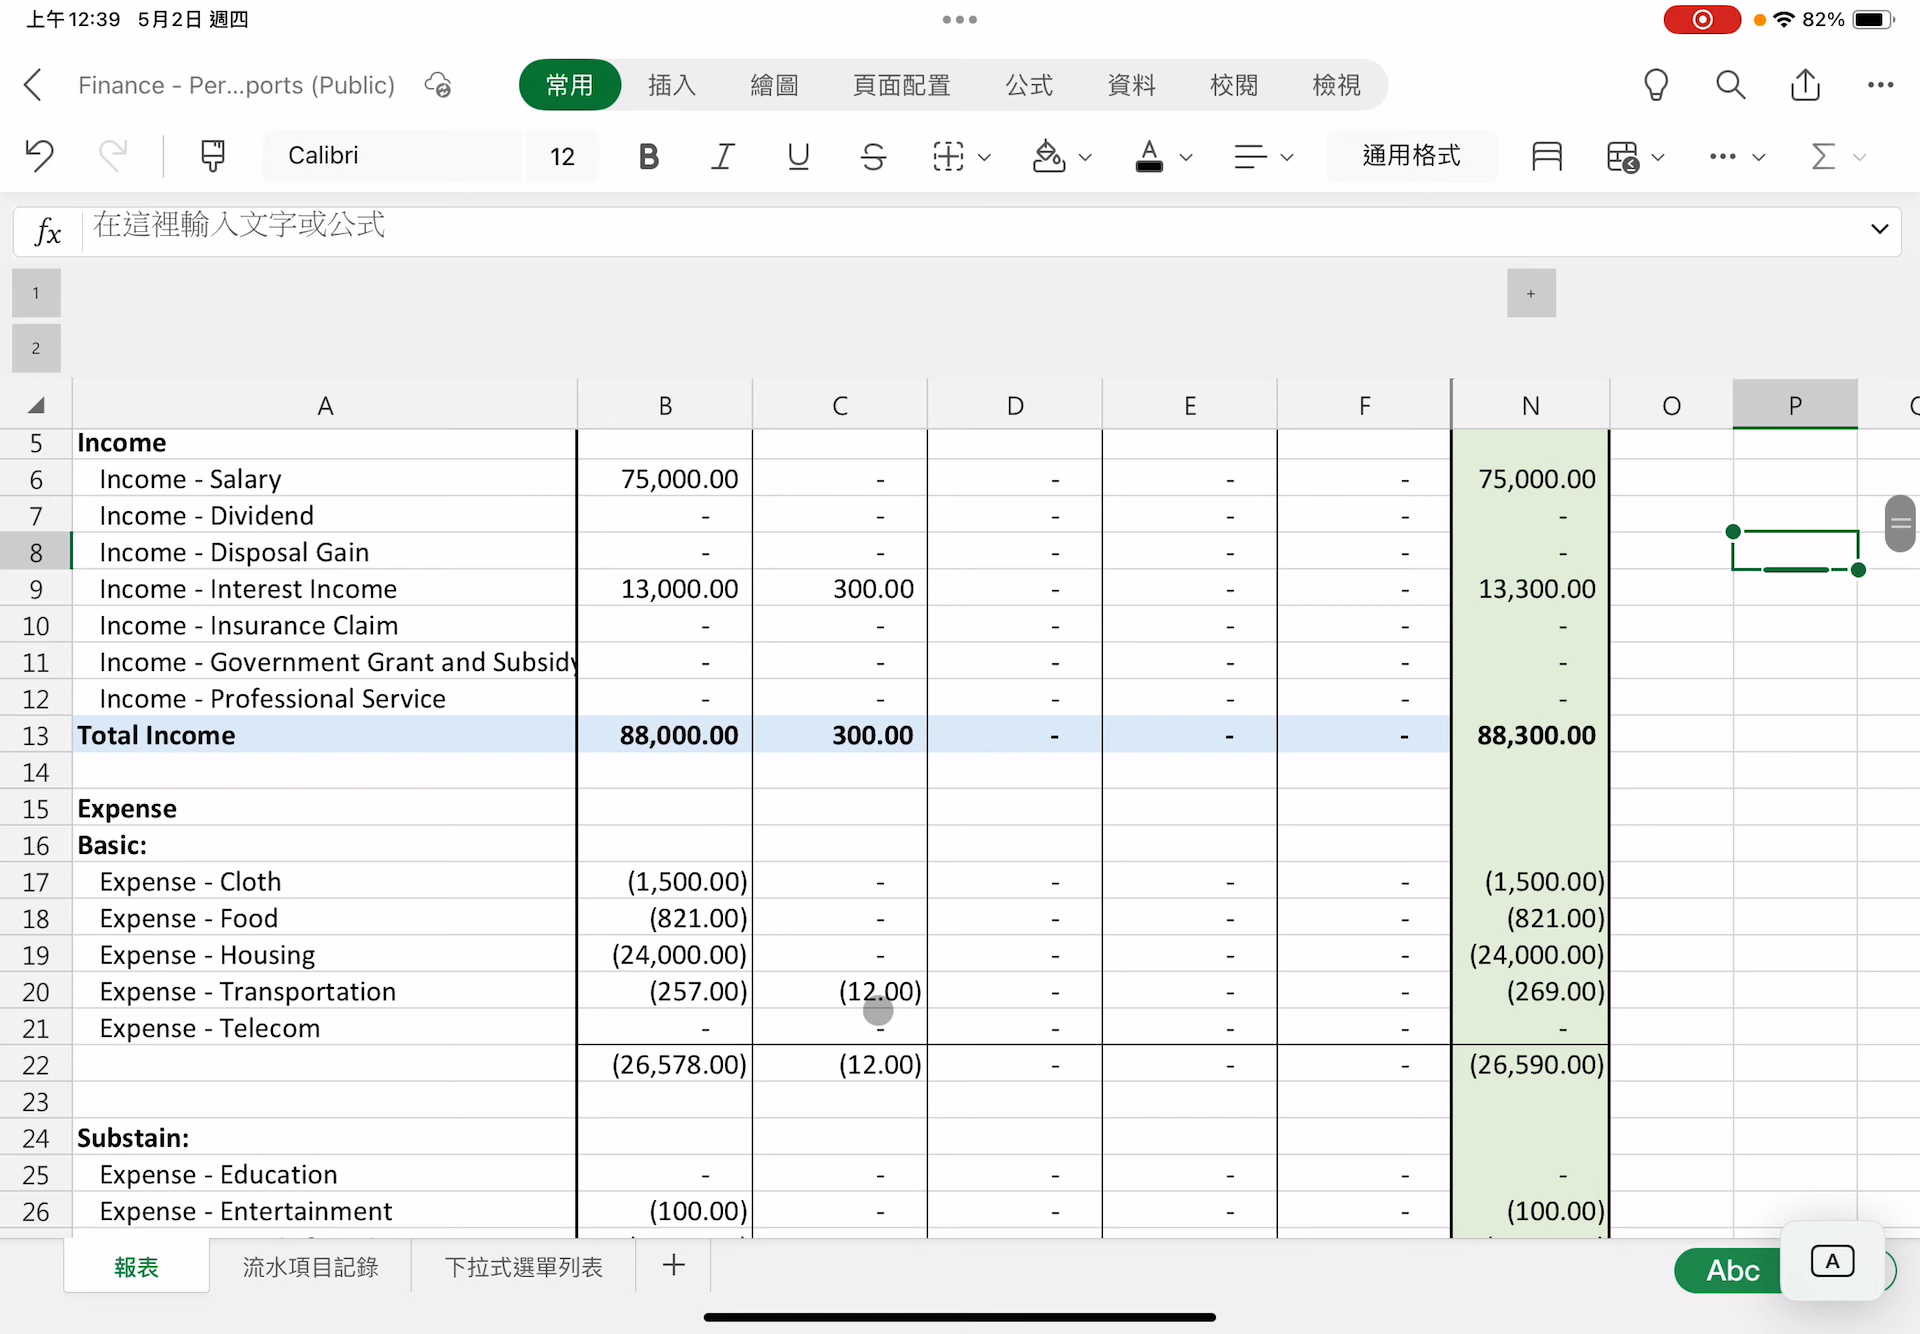 上午12:39 5月2日 週四 82%
Finance - Per...ports (Public) 常用 插入 繪圖 頁面配置 公式 資料 校閱 檢視
Calibri 12 B I U S A 通用格式 Σ
fx 在這裡輸入文字或公式
1 +
2
A B C D E F N O P
5 Income
6 Income - Salary 75,000.00 - - - - 75,000.00
7 Income - Dividend - - - - - -
8 Income - Disposal Gain - - - - - -
9 Income - Interest Income 13,000.00 300.00 - - - 13,300.00
10 Income - Insurance Claim - - - - - -
11 Income - Government Grant and Subsidy - - - - - -
12 Income - Professional Service - - - - - -
13 Total Income 88,000.00 300.00 - - - 88,300.00
14
15 Expense
16 Basic:
17 Expense - Cloth (1,500.00) - - - - (1,500.00)
18 Expense - Food (821.00) - - - - (821.00)
19 Expense - Housing (24,000.00) - - - - (24,000.00)
20 Expense - Transportation (257.00) (12.00) - - - (269.00)
21 Expense - Telecom - - - - - -
22 (26,578.00) (12.00) - - - (26,590.00)
23
24 Substain:
25 Expense - Education - - - - - -
26 Expense - Entertainment (100.00) - - - - (100.00)
報表 流水項目記錄 下拉式選單列表 + Abc A